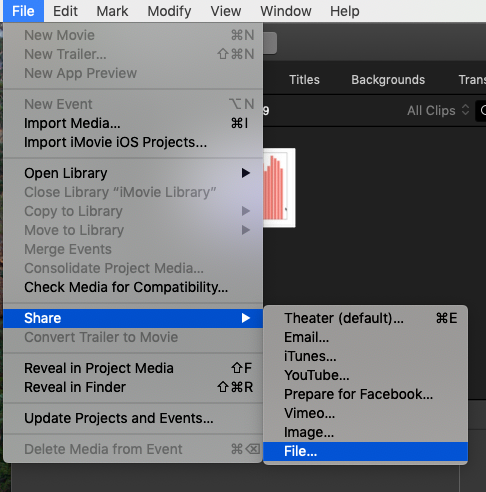 File Edit Mark Modify View Window Help
New Movie ⌘N
New Trailer... ⇧⌘N
New App Preview
Titles Backgrounds Trans
New Event ⌥N
9 All Clips
Import Media... ⌘I
Import iMovie iOS Projects...
Open Library
Close Library “iMovie Library”
Copy to Library
Move to Library
Merge Events
Consolidate Project Media...
Check Media for Compatibility...
Share
Convert Trailer to Movie
Reveal in Project Media ⇧F
Reveal in Finder ⇧⌘R
Update Projects and Events...
Delete Media from Event ⌘⌫
Theater (default)... ⌘E
Email...
iTunes...
YouTube...
Prepare for Facebook...
Vimeo...
Image...
File...